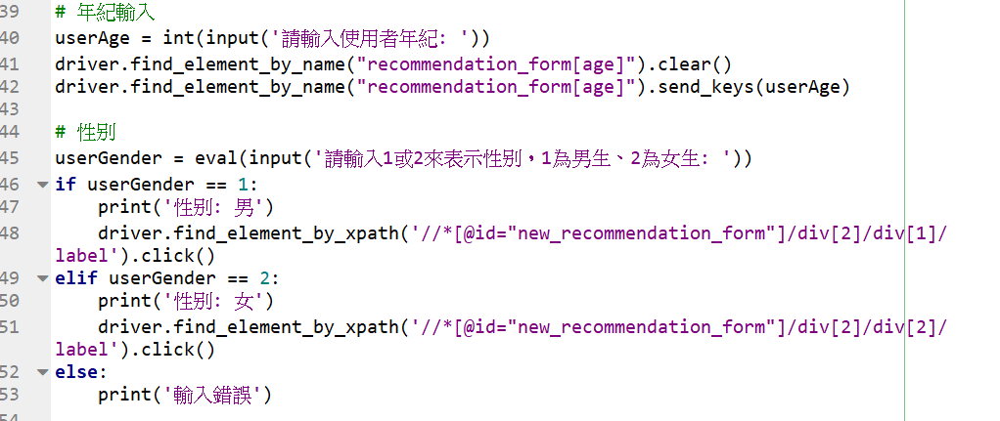 39 # 年紀輸入
40 userAge = int(input('請輸入使用者年紀: '))
41 driver.find_element_by_name("recommendation_form[age]").clear()
42 driver.find_element_by_name("recommendation_form[age]").send_keys(userAge)
43
44 # 性別
45 userGender = eval(input('請輸入1或2來表示性別，1為男生、2為女生: '))
46 if userGender == 1:
47     print('性別: 男')
48     driver.find_element_by_xpath('//*[@id="new_recommendation_form"]/div[2]/div[1]/
label').click()
49 elif userGender == 2:
50     print('性別: 女')
51     driver.find_element_by_xpath('//*[@id="new_recommendation_form"]/div[2]/div[2]/
label').click()
52 else:
53     print('輸入錯誤')
54